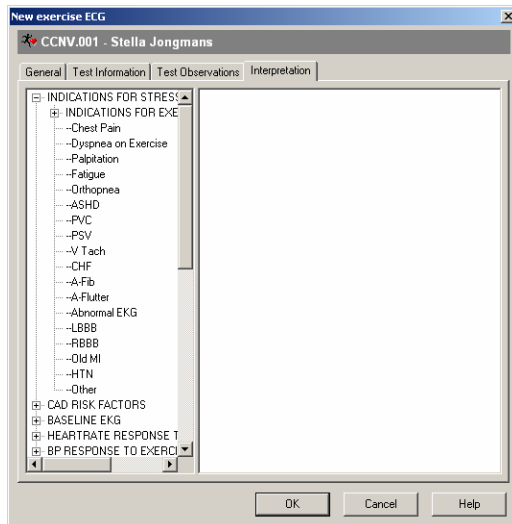 New exercise ECG
CCNV.001 - Stella Jongmans
General Test Information Test Observations Interpretation
INDICATIONS FOR STRESS
INDICATIONS FOR EXE
--Chest Pain
--Dyspnea on Exercise
--Palpitation
--Fatigue
--Orthopnea
--ASHD
--PVC
--PSV
--V Tach
--CHF
--A-Fib
--A-Flutter
--Abnormal EKG
--LBBB
--RBBB
--Old MI
--HTN
--Other
CAD RISK FACTORS
BASELINE EKG
HEARTRATE RESPONSE T
BP RESPONSE TO EXERCI
OK Cancel Help